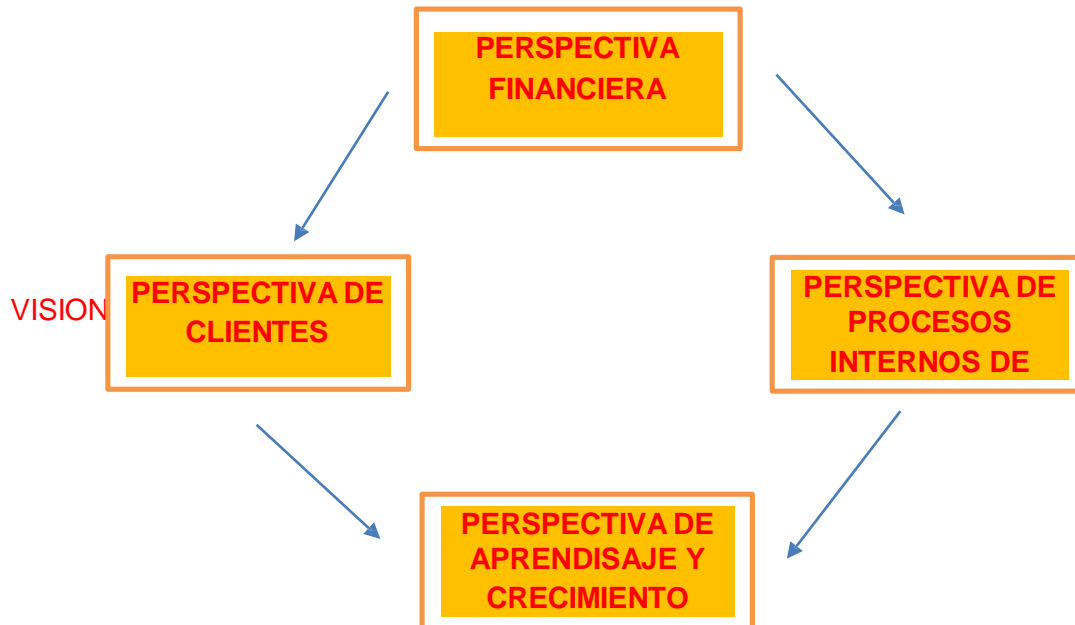 PERSPECTIVA
FINANCIERA
VISION
PERSPECTIVA DE
CLIENTES
PERSPECTIVA DE
PROCESOS
INTERNOS DE
PERSPECTIVA DE
APRENDISAJE Y
CRECIMIENTO